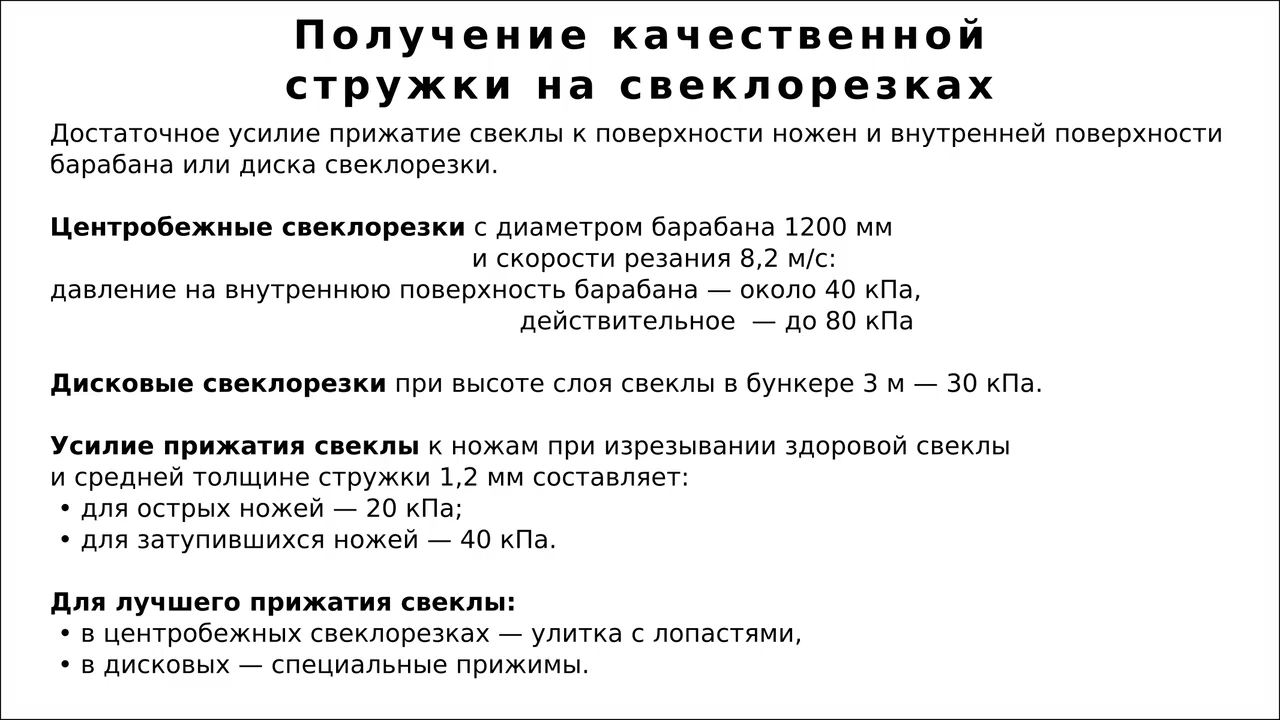 Получение качественной
стружки на свеклорезках
Достаточное усилие прижатие свеклы к поверхности ножен и внутренней поверхности
барабана или диска свеклорезки.
Центробежные свеклорезки с диаметром барабана 1200 мм
и скорости резания 8,2 м/с:
давление на внутреннюю поверхность барабана — около 40 кПа,
действительное — до 80 кПа
Дисковые свеклорезки при высоте слоя свеклы в бункере 3 м — 30 кПа.
Усилие прижатия свеклы к ножам при изрезывании здоровой свеклы
и средней толщине стружки 1,2 мм составляет:
• для острых ножей — 20 кПа;
• для затупившихся ножей — 40 кПа.
Для лучшего прижатия свеклы:
• в центробежных свеклорезках — улитка с лопастями,
• в дисковых — специальные прижимы.